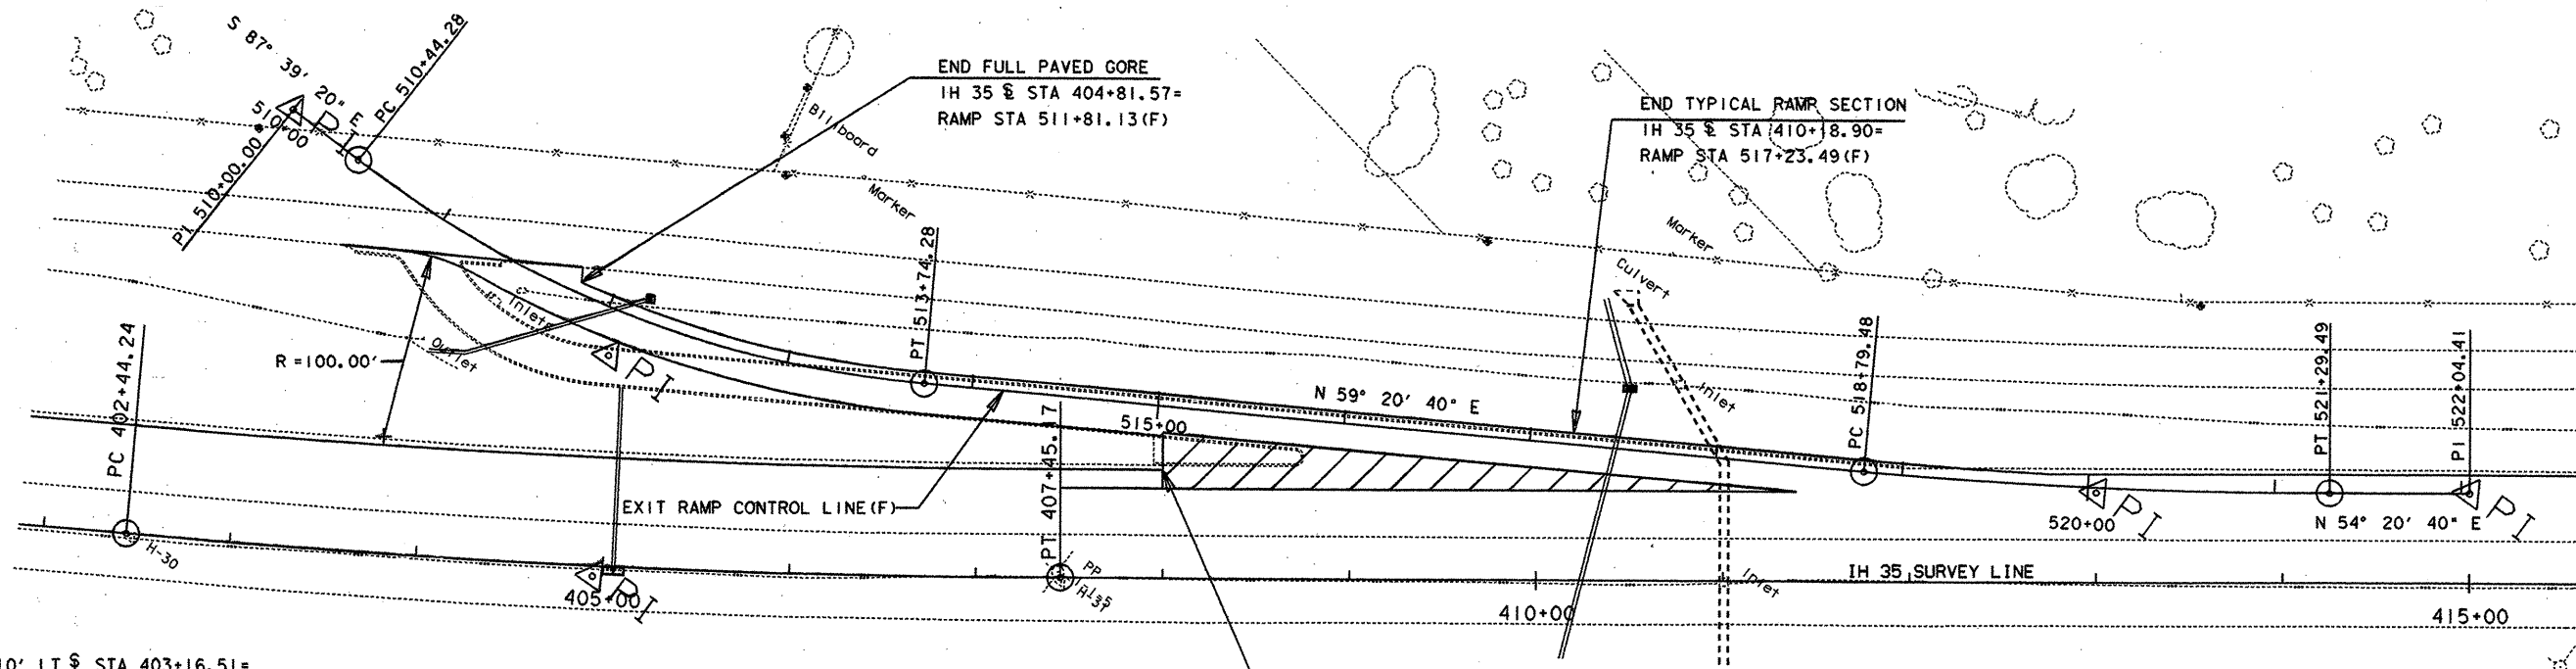 S 87° 39' 20" E
PC 510+44.28
510+00
PI
PI 510+00.00
END FULL PAVED GORE
IH 35 ℄ STA 404+81.57=
RAMP STA 511+81.13(F)
Billboard
Marker
END TYPICAL RAMP SECTION
IH 35 ℄ STA 410+18.90=
RAMP STA 517+23.49(F)
Marker
Culvert
Inlet
Inlet
Outlet
R =100.00'
PI
PT 513+74.28
N 59° 20' 40" E
515+00
PC 518+79.48
PT 521+29.49
PI 522+04.41
PC 402+44.24
H-30
EXIT RAMP CONTROL LINE(F)
PT 407+45.17
PP
520+00
PI
N 54° 20' 40" E
PI
405+00
PI
IH 35 SURVEY LINE
Inlet
410+00
415+00
10' LT ℄ STA 403+16.51=